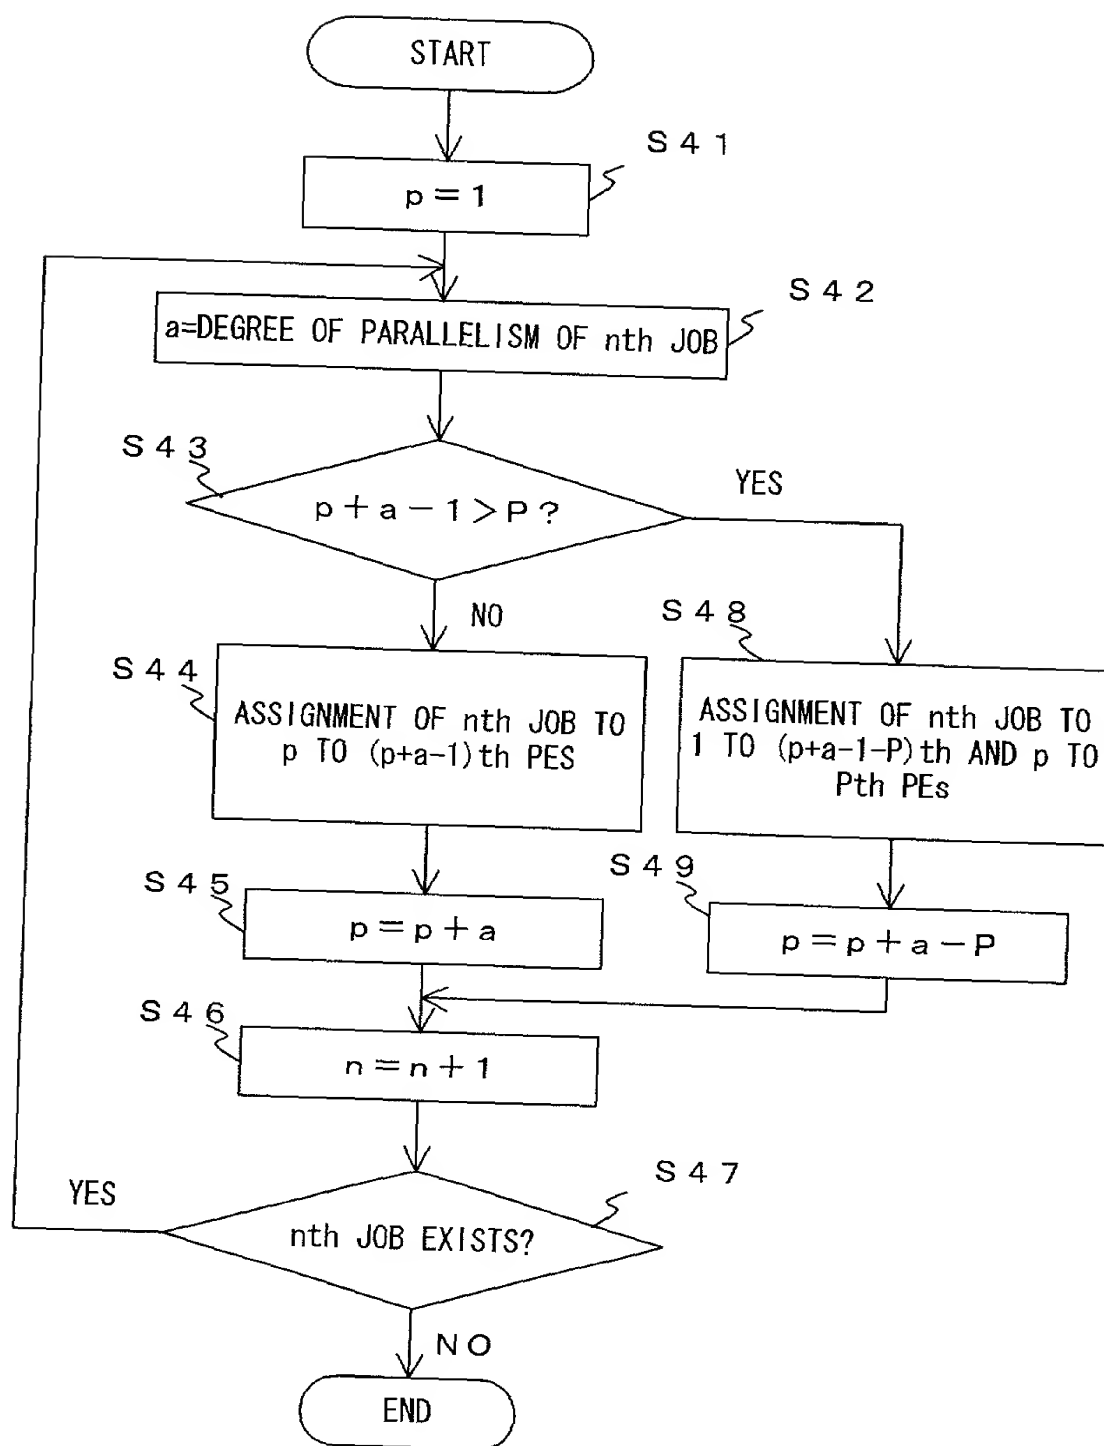 START
S41
p=1
S42
a=DEGREE OF PARALLELISM OF nth JOB
S43
p+a-1>P?
YES
NO
S48
S44
ASSIGNMENT OF nth JOB TO
p TO (p+a-1)th PES
ASSIGNMENT OF nth JOB TO
1 TO (p+a-1-P)th AND p TO
Pth PEs
S45
p=p+a
S49
p=p+a-P
S46
n=n+1
S47
YES
nth JOB EXISTS?
NO
END